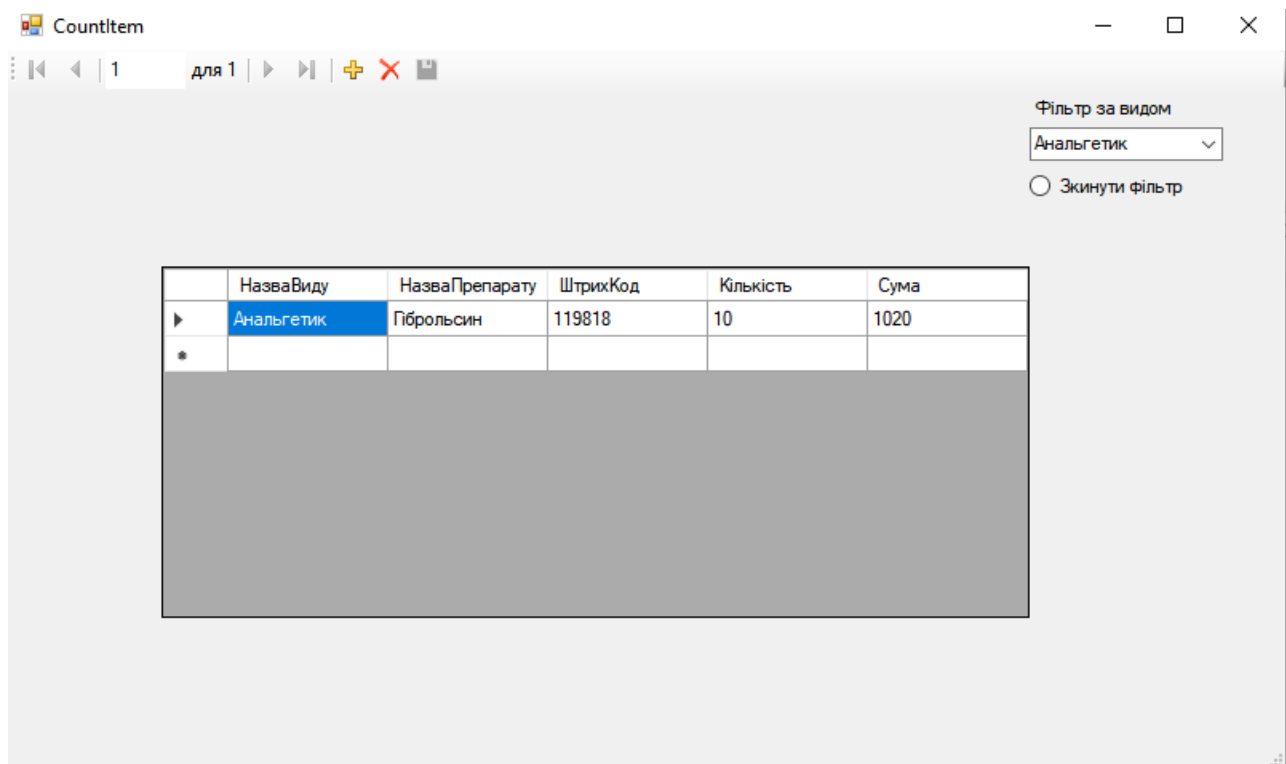 CountItem
1 для 1
Фільтр за видом
Анальгетик
Зкинути фільтр
НазваВиду НазваПрепарату ШтрихКод Кількість Сума
Анальгетик Гіброльсин 119818 10 1020